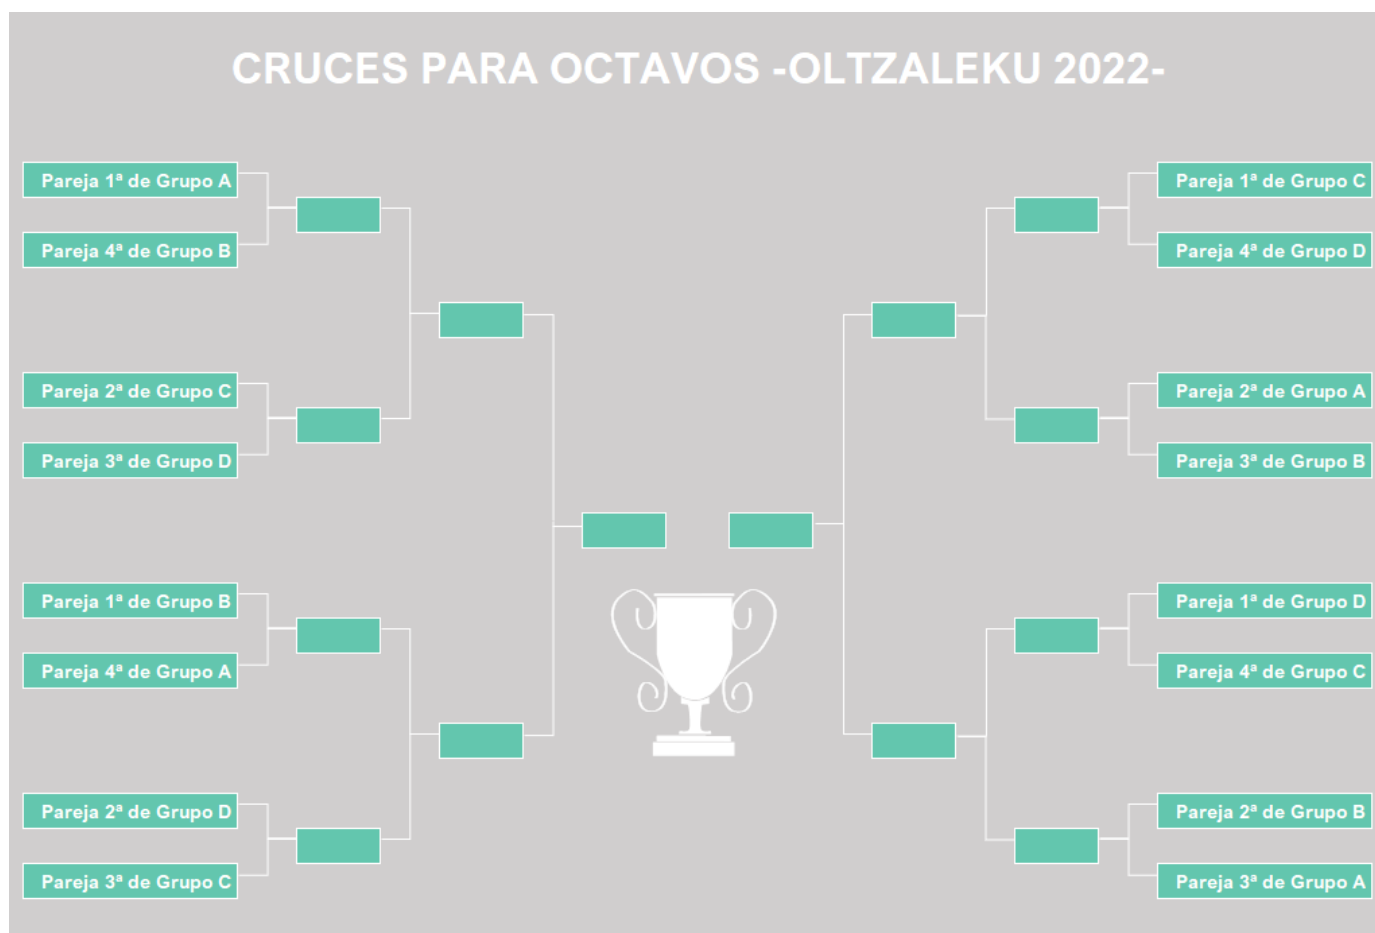 CRUCES PARA OCTAVOS -OLTZALEKU 2022-
Pareja 1ª de Grupo A
Pareja 4ª de Grupo B
Pareja 2ª de Grupo C
Pareja 3ª de Grupo D
Pareja 1ª de Grupo B
Pareja 4ª de Grupo A
Pareja 2ª de Grupo D
Pareja 3ª de Grupo C
Pareja 1ª de Grupo C
Pareja 4ª de Grupo D
Pareja 2ª de Grupo A
Pareja 3ª de Grupo B
Pareja 1ª de Grupo D
Pareja 4ª de Grupo C
Pareja 2ª de Grupo B
Pareja 3ª de Grupo A